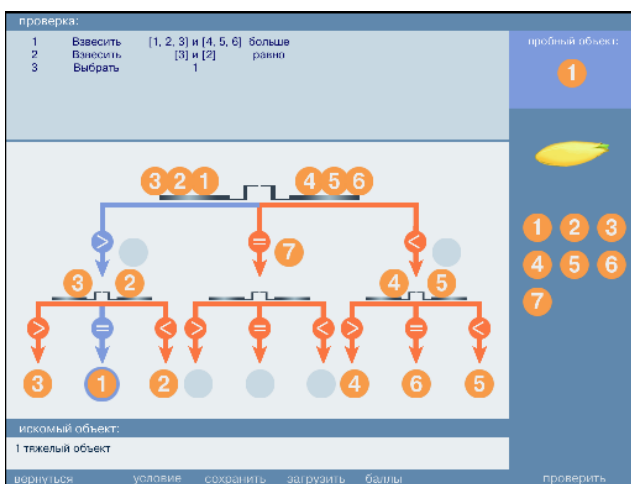 проверка:
1 Взвесить [1, 2, 3] и [4, 5, 6] больше
2 Взвесить [3] и [2] равно
3 Выбрать 1
пробный объект:
1
3 2 1 4 5 6
> = 7 <
3 2 4 5
> = < > = < > = <
3 1 2 4 6 5
1 2 3
4 5 6
7
искомый объект:
1 тяжелый объект
вернуться условие сохранить загрузить баллы проверить